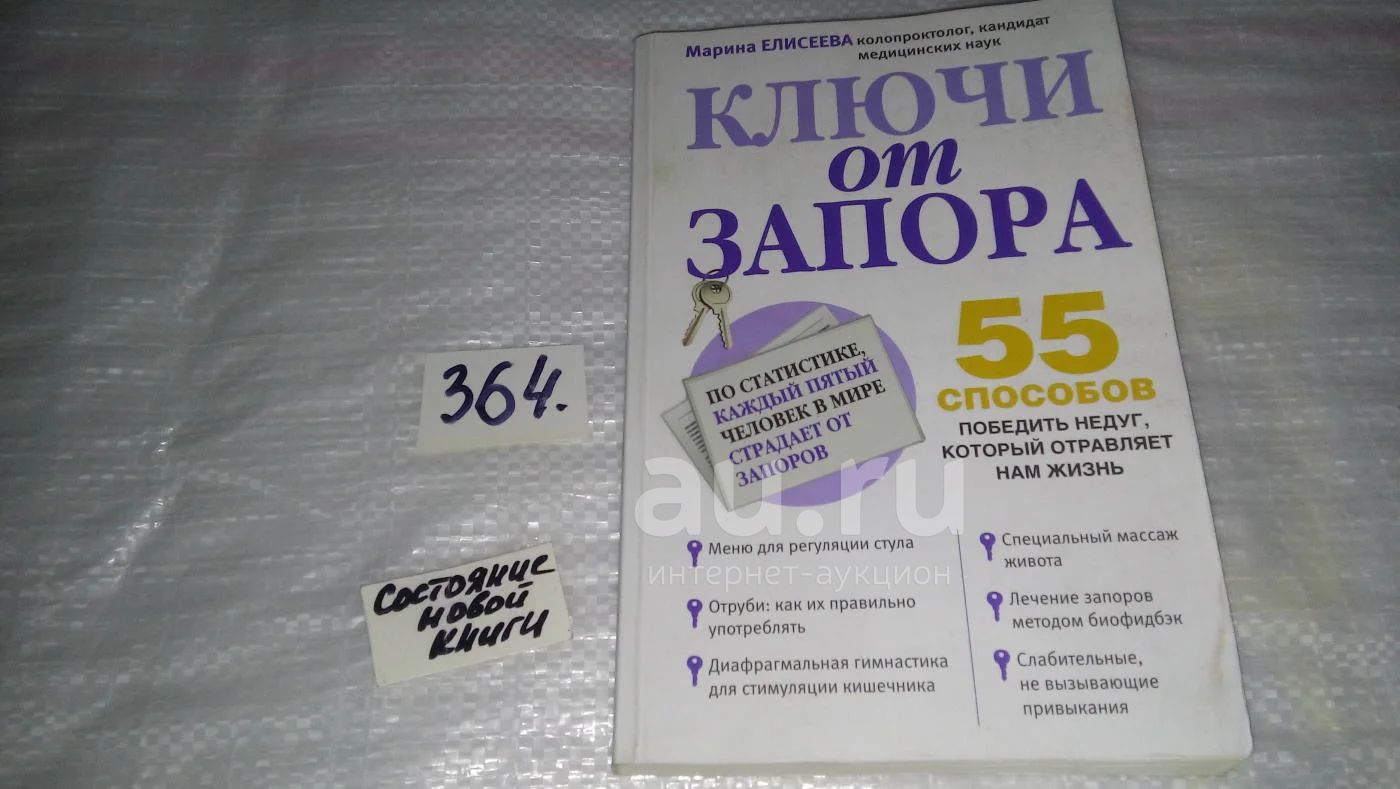 Марина ЕЛИСЕЕВА колопроктолог, кандидат
медицинских наук
КЛЮЧИ
от
ЗАПОРА
55
СПОСОБОВ
ПОБЕДИТЬ НЕДУГ,
КОТОРЫЙ ОТРАВЛЯЕТ
НАМ ЖИЗНЬ
ПО СТАТИСТИКЕ,
КАЖДЫЙ ПЯТЫЙ
ЧЕЛОВЕК В МИРЕ
СТРАДАЕТ ОТ
ЗАПОРОВ
364.
Состояние
новой
книги
au.ru
интернет-аукцион
Меню для регуляции стула
Отруби: как их правильно
употреблять
Диафрагмальная гимнастика
для стимуляции кишечника
Специальный массаж
живота
Лечение запоров
методом биофидбэк
Слабительные,
не вызывающие
привыкания